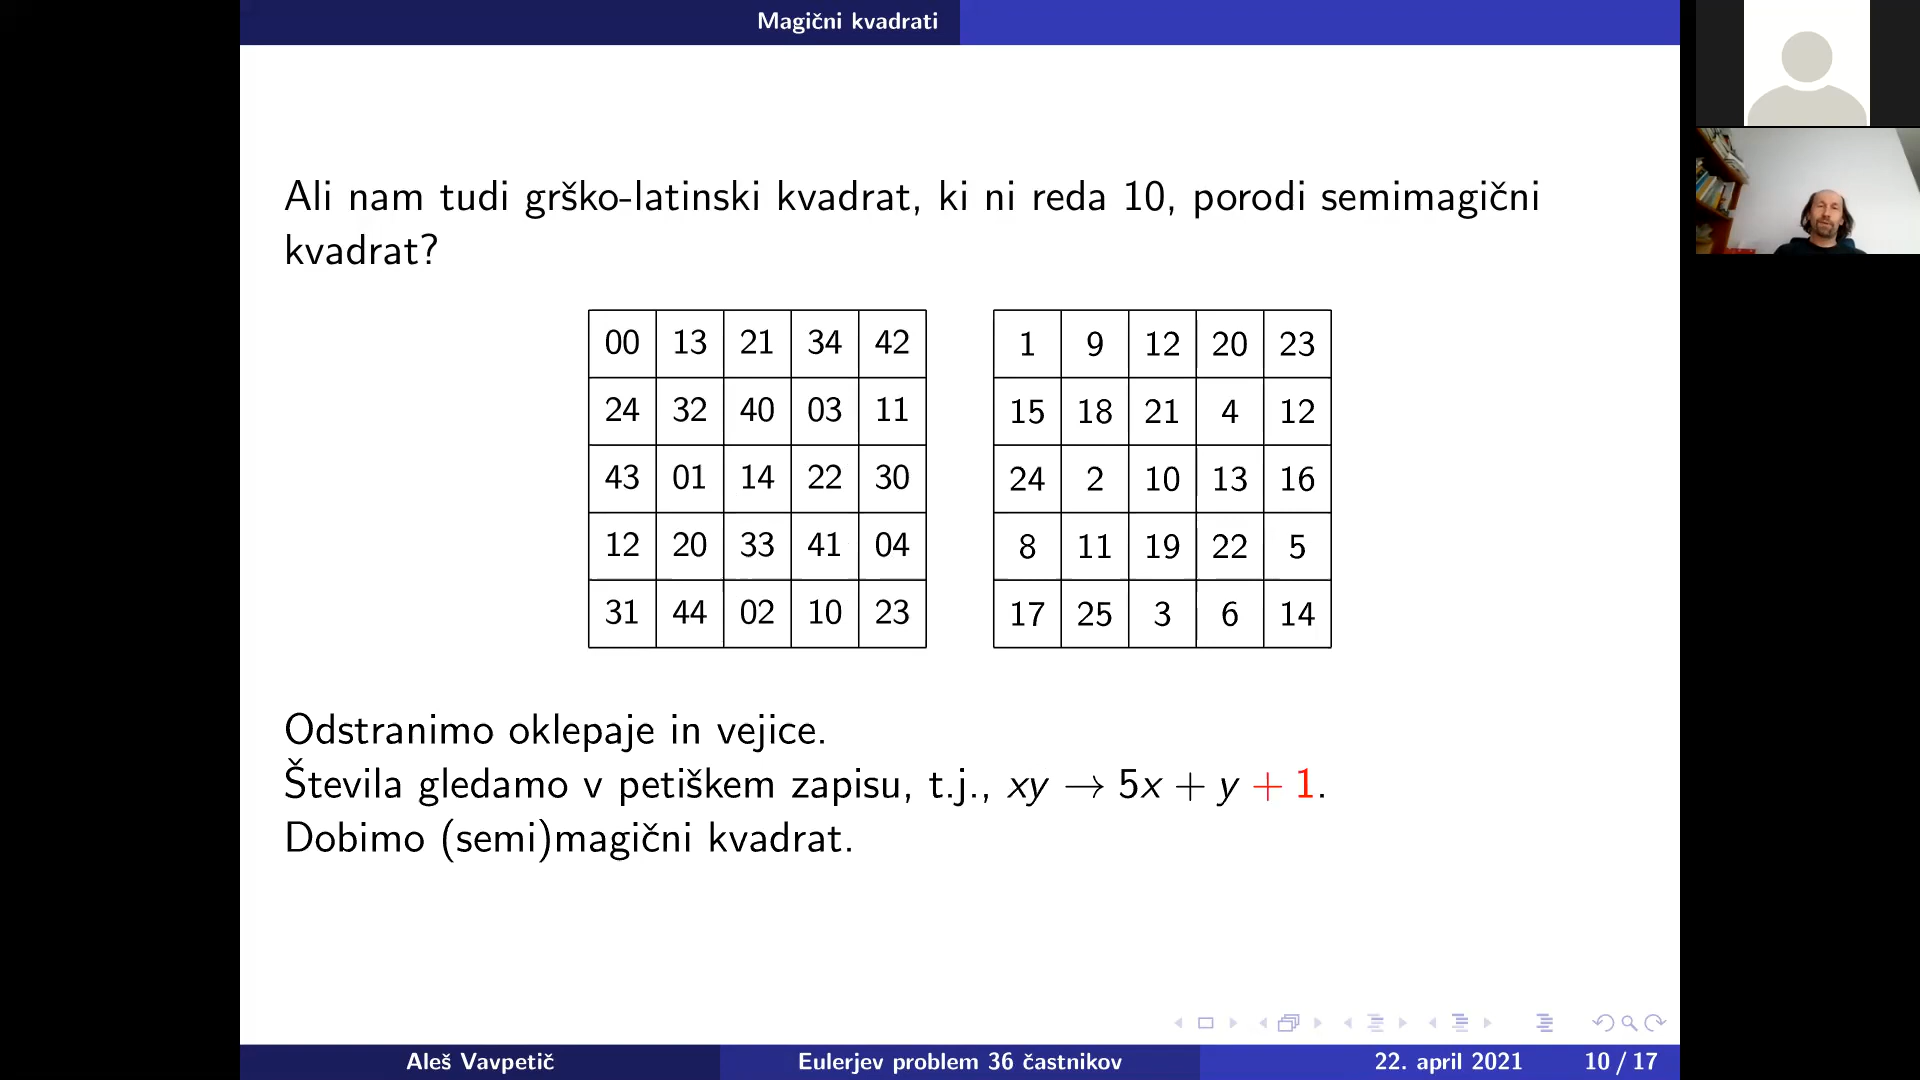 Magični kvadrati
Ali nam tudi grško-latinski kvadrat, ki ni reda 10, porodi semimagični
kvadrat?
00 13 21 34 42
24 32 40 03 11
43 01 14 22 30
12 20 33 41 04
31 44 02 10 23
1 9 12 20 23
15 18 21 4 12
24 2 10 13 16
8 11 19 22 5
17 25 3 6 14
Odstranimo oklepaje in vejice.
Števila gledamo v petiškem zapisu, t.j., xy → 5x + y + 1.
Dobimo (semi)magični kvadrat.
Aleš Vavpetič
Eulerjev problem 36 častnikov
22. april 2021
10 / 17